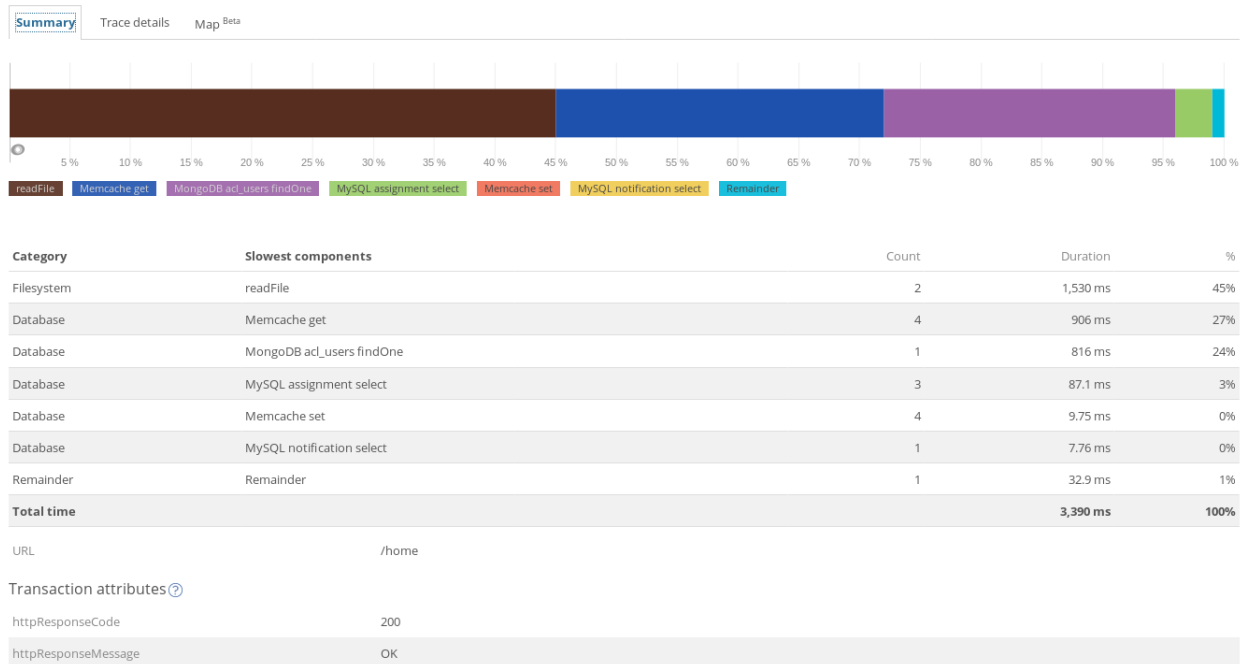 Summary Trace details Map Beta
5 % 10 % 15 % 20 % 25 % 30 % 35 % 40 % 45 % 50 % 55 % 60 % 65 % 70 % 75 % 80 % 85 % 90 % 95 % 100 %
readFile Memcache get MongoDB acl_users findOne MySQL assignment select Memcache set MySQL notification select Remainder
Category Slowest components Count Duration %
Filesystem readFile 2 1,530 ms 45%
Database Memcache get 4 906 ms 27%
Database MongoDB acl_users findOne 1 816 ms 24%
Database MySQL assignment select 3 87.1 ms 3%
Database Memcache set 4 9.75 ms 0%
Database MySQL notification select 1 7.76 ms 0%
Remainder Remainder 1 32.9 ms 1%
Total time 3,390 ms 100%
URL /home
Transaction attributes ?
httpResponseCode 200
httpResponseMessage OK